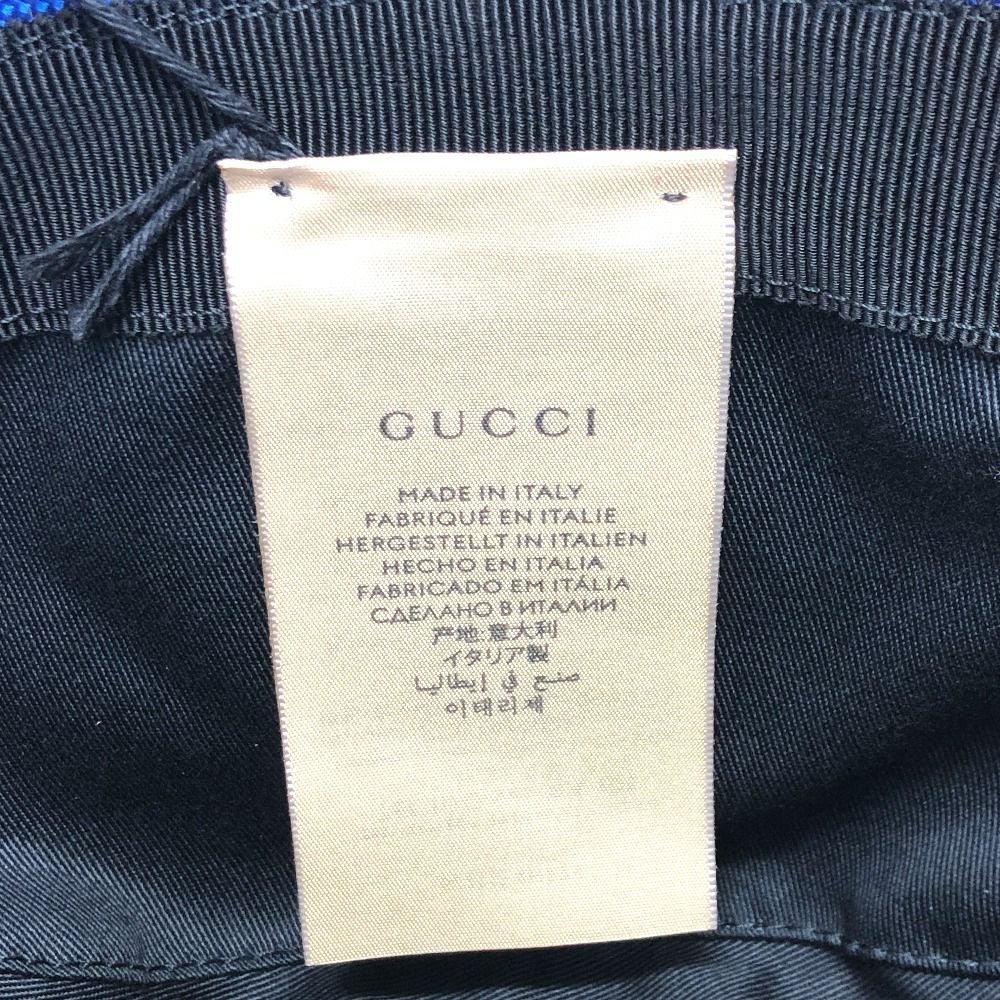 GUCCI
MADE IN ITALY
FABRIQUÉ EN ITALIE
HERGESTELLT IN ITALIEN
HECHO EN ITALIA
FABRICADO EM ITÁLIA
СДЕЛАНО В ИТАЛИИ
产地:意大利
イタリア製
صنع في إيطاليا
이태리제